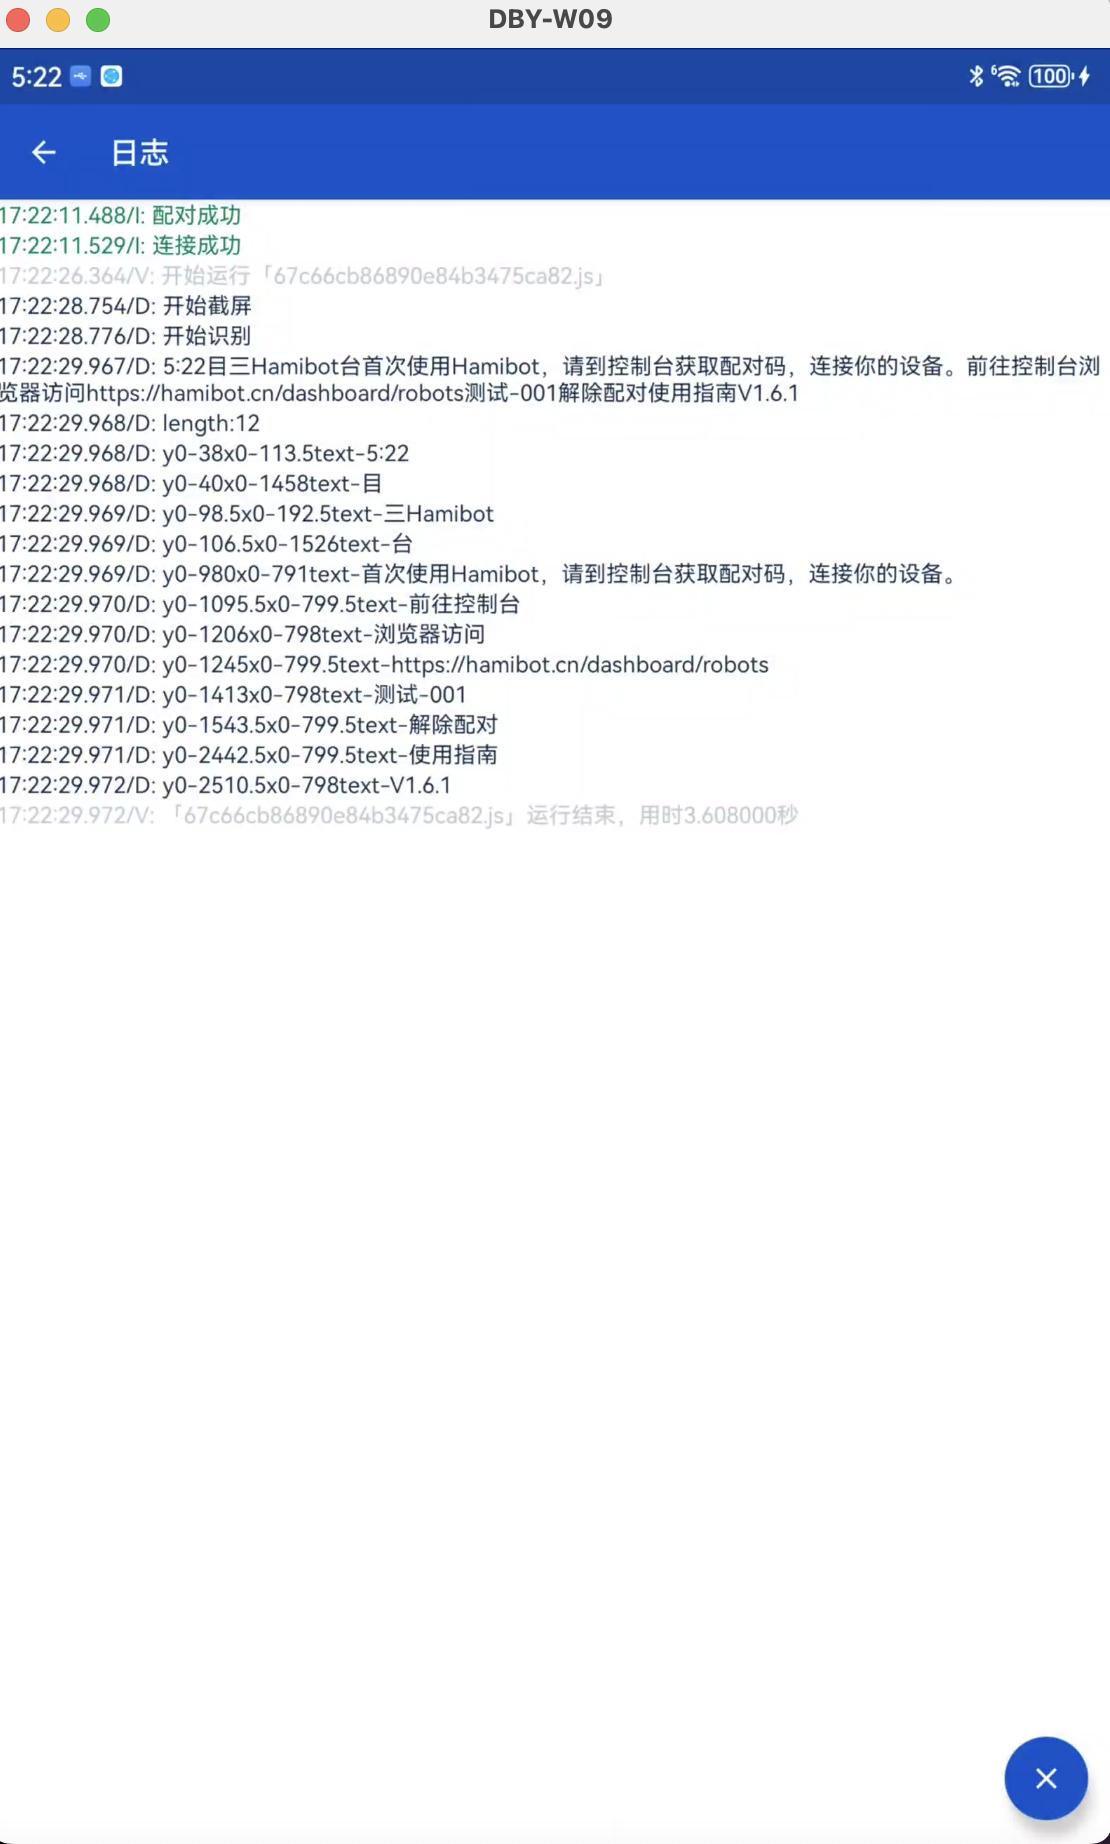 DBY-W09
5:22
6 100
日志
17:22:11.488/I: 配对成功
17:22:11.529/I: 连接成功
17:22:26.364/V: 开始运行「67c66cb86890e84b3475ca82.js」
17:22:28.754/D: 开始截屏
17:22:28.776/D: 开始识别
17:22:29.967/D: 5:22目三Hamibot台首次使用Hamibot，请到控制台获取配对码，连接你的设备。前往控制台浏
览器访问https://hamibot.cn/dashboard/robots测试-001解除配对使用指南V1.6.1
17:22:29.968/D: length:12
17:22:29.968/D: y0-38x0-113.5text-5:22
17:22:29.968/D: y0-40x0-1458text-目
17:22:29.969/D: y0-98.5x0-192.5text-三Hamibot
17:22:29.969/D: y0-106.5x0-1526text-台
17:22:29.969/D: y0-980x0-791text-首次使用Hamibot，请到控制台获取配对码，连接你的设备。
17:22:29.970/D: y0-1095.5x0-799.5text-前往控制台
17:22:29.970/D: y0-1206x0-798text-浏览器访问
17:22:29.970/D: y0-1245x0-799.5text-https://hamibot.cn/dashboard/robots
17:22:29.971/D: y0-1413x0-798text-测试-001
17:22:29.971/D: y0-1543.5x0-799.5text-解除配对
17:22:29.971/D: y0-2442.5x0-799.5text-使用指南
17:22:29.972/D: y0-2510.5x0-798text-V1.6.1
17:22:29.972/V: 「67c66cb86890e84b3475ca82.js」运行结束，用时3.608000秒